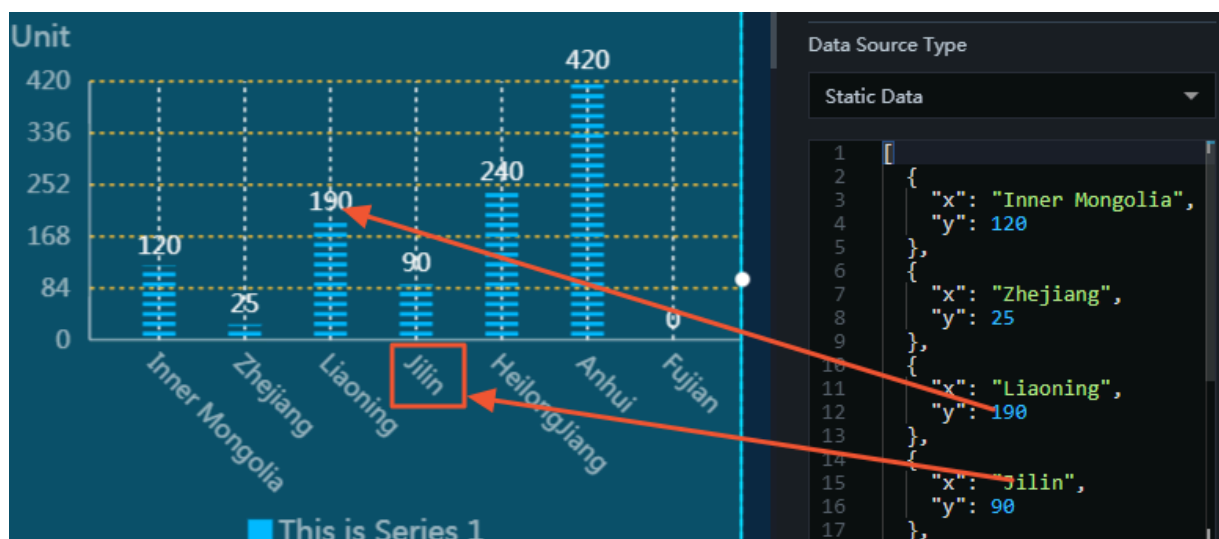 Unit
420
336
252
168
84
0
120
25
190
90
240
420
0
Inner Mongolia
Zhejiang
Liaoning
Jilin
HeilongJiang
Anhui
Fujian
This is Series 1
Data Source Type
Static Data
1 [
2 {
3 "x": "Inner Mongolia",
4 "y": 120
5 },
6 {
7 "x": "Zhejiang",
8 "y": 25
9 },
10 {
11 "x": "Liaoning",
12 "y": 190
13 },
14 {
15 "x": "Jilin",
16 "y": 90
17 },